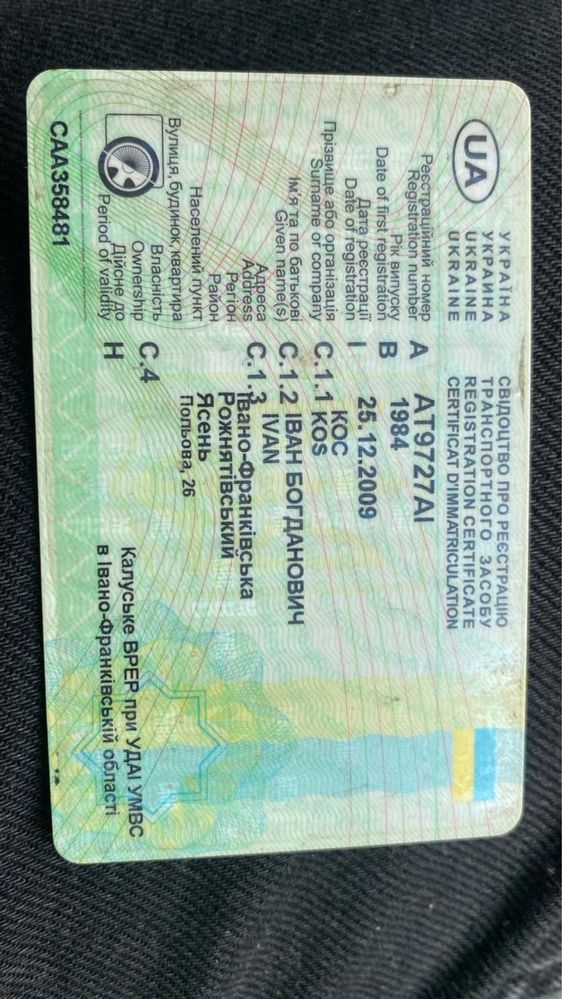 UA
УКРАЇНА
УКРАИНА
UKRAINE
UKRAINE
СВІДОЦТВО ПРО РЕЄСТРАЦІЮ
ТРАНСПОРТНОГО ЗАСОБУ
REGISTRATION CERTIFICATE
CERTIFICAT D'IMMATRICULATION
Реєстраційний номер
Registration number A АТ9727АІ
Рік випуску
Date of first registration B 1984
Дата реєстрації
Date of registration I 25.12.2009
Прізвище або організація КОС
Surname or company C.1.1 KOS
Ім'я та по батькові C.1.2 ІВАН БОГДАНОВИЧ
Given name(s) IVAN
Адреса C.1.3 Івано-Франківська
Address
Регіон Рожнятівський
Район Ясень
Населений пункт Польова, 26
Вулиця, будинок, квартира
Власність
Ownership C.4
Дійсне до
Period of validity H
Калуське ВРЕР при УДАІ УМВС
в Івано-Франківській області
САА358481